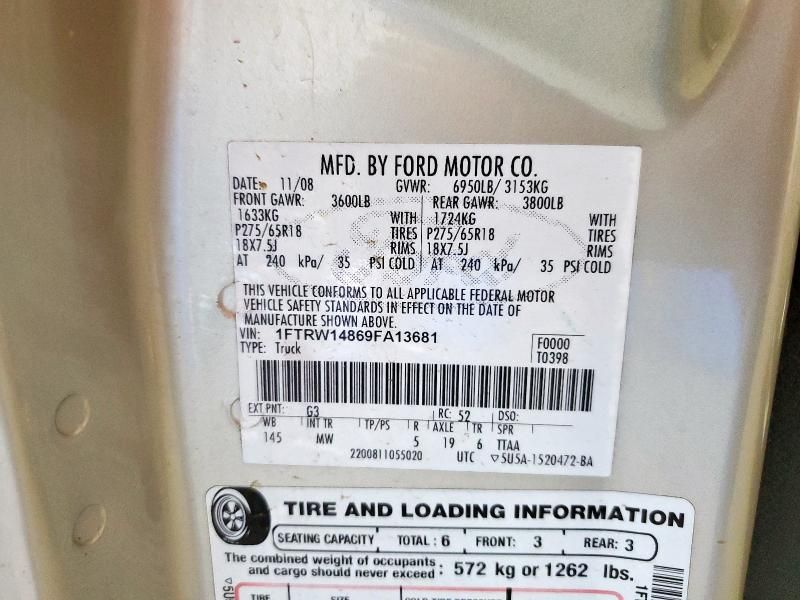 MFD. BY FORD MOTOR CO.
DATE: 11/08 GVWR: 6950LB/ 3153KG
FRONT GAWR: 3600LB REAR GAWR: 3800LB
1633KG WITH 1724KG WITH
P275/65R18 TIRES P275/65R18 TIRES
18X7.5J RIMS 18X7.5J RIMS
AT 240 kPa/ 35 PSI COLD AT 240 kPa/ 35 PSI COLD
THIS VEHICLE CONFORMS TO ALL APPLICABLE FEDERAL MOTOR
VEHICLE SAFETY STANDARDS IN EFFECT ON THE DATE OF
MANUFACTURE SHOWN ABOVE.
VIN: 1FTRW14869FA13681 F0000
TYPE: Truck T0398
EXT PNT: G3 RC: 52 DSO:
WB INT TR TP/PS R AXLE TR SPR
145 MW 5 19 6 TTAA
2200811055020 UTC ▽5U5A-1520472-BA
TIRE AND LOADING INFORMATION
SEATING CAPACITY TOTAL : 6 FRONT: 3 REAR: 3
The combined weight of occupants
and cargo should never exceed : 572 kg or 1262 lbs.
TIRE SIZE